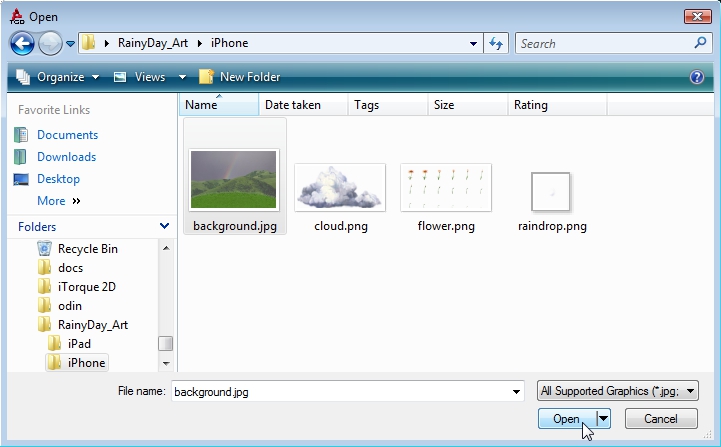 Open
RainyDay_Art
iPhone
Search
Organize
Views
New Folder
Name
Date taken
Tags
Size
Rating
Favorite Links
Documents
Downloads
Desktop
More »
Folders
Recycle Bin
docs
iTorque 2D
odin
RainyDay_Art
iPad
iPhone
background.jpg
cloud.png
flower.png
raindrop.png
File name: background.jpg
All Supported Graphics (*.jpg;
Open
Cancel